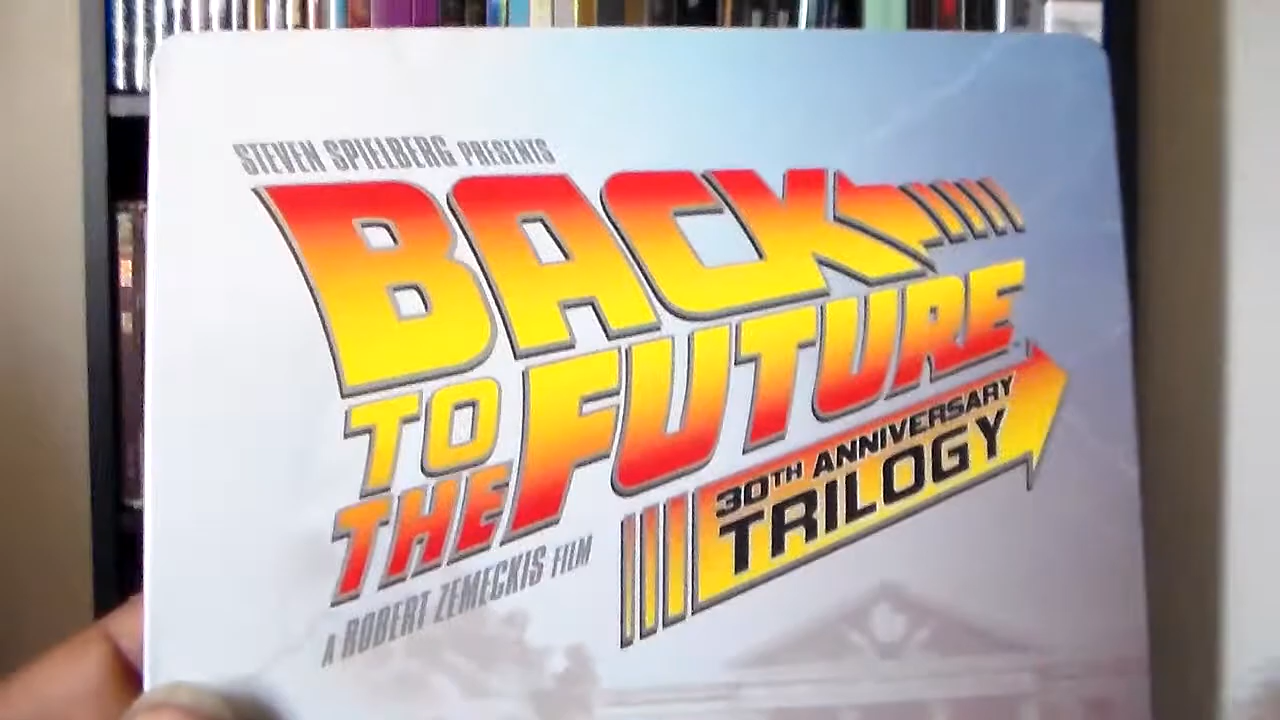 STEVEN SPIELBERG PRESENTS
BACK
TO THE FUTURE
30TH ANNIVERSARY
TRILOGY
A ROBERT ZEMECKIS FILM